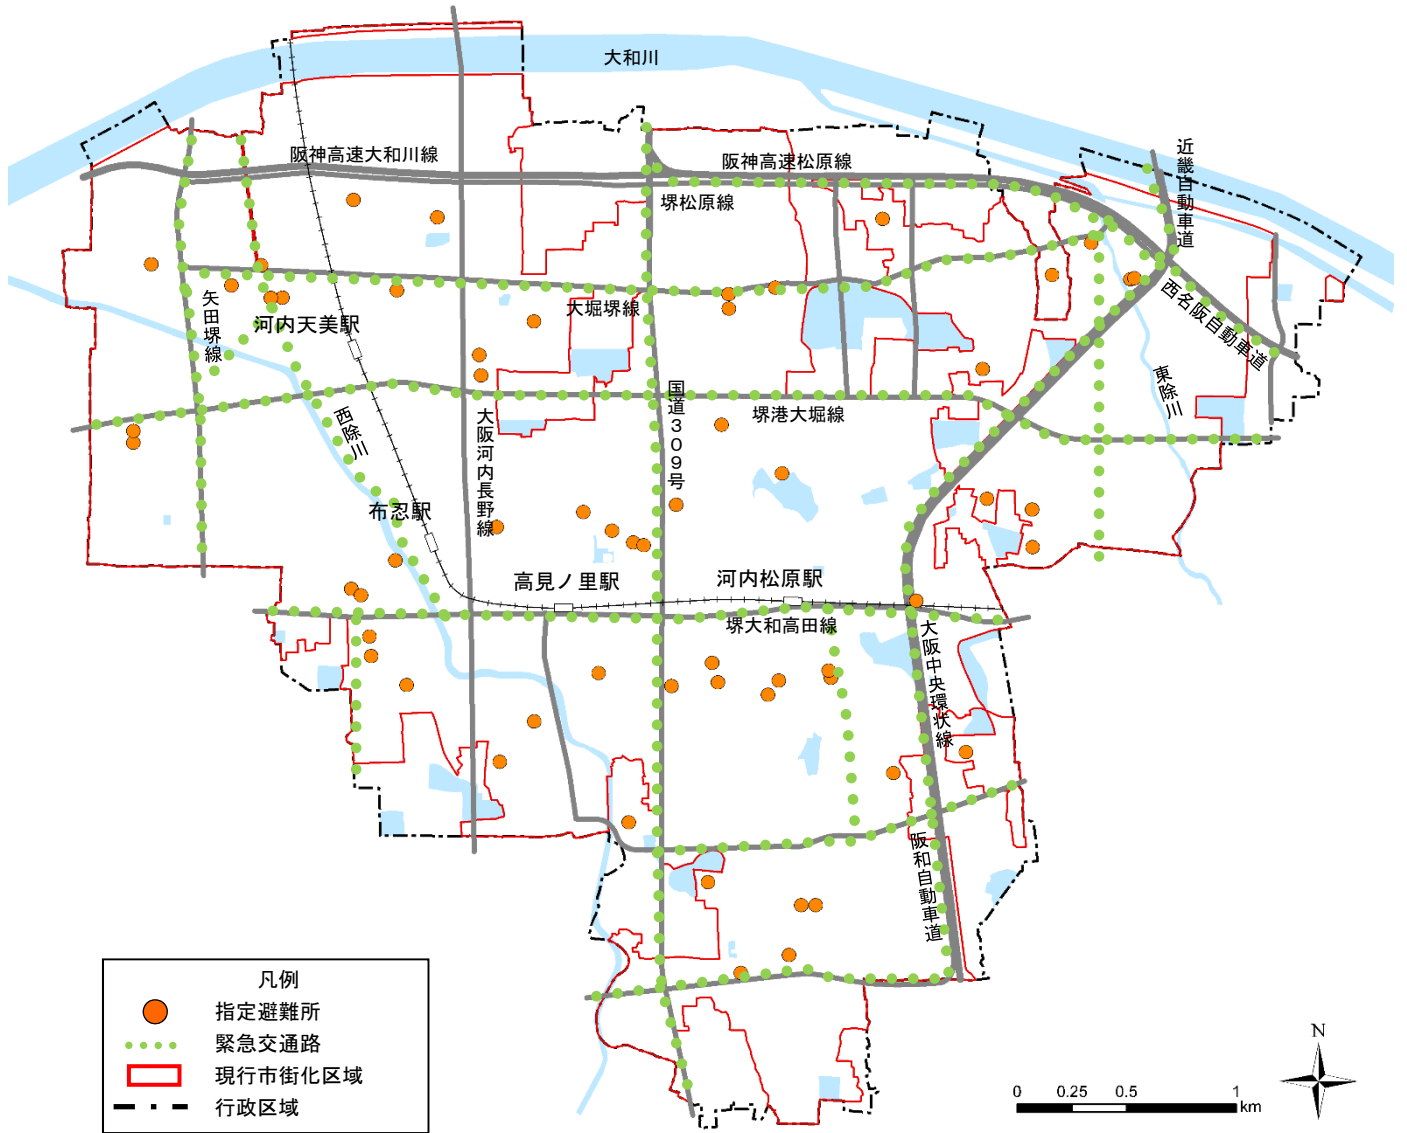 大和川
近畿自動車道
阪神高速大和川線
阪神高速松原線
堺松原線
矢田堺線
大堀堺線
西名阪自動車道
河内天美駅
東除川
西除川
大阪河内長野線
国道309号
堺港大堀線
布忍駅
高見ノ里駅
河内松原駅
堺大和高田線
大阪中央環状線
阪和自動車道
凡例
指定避難所
緊急交通路
現行市街化区域
行政区域
N
0 0.25 0.5 1
km